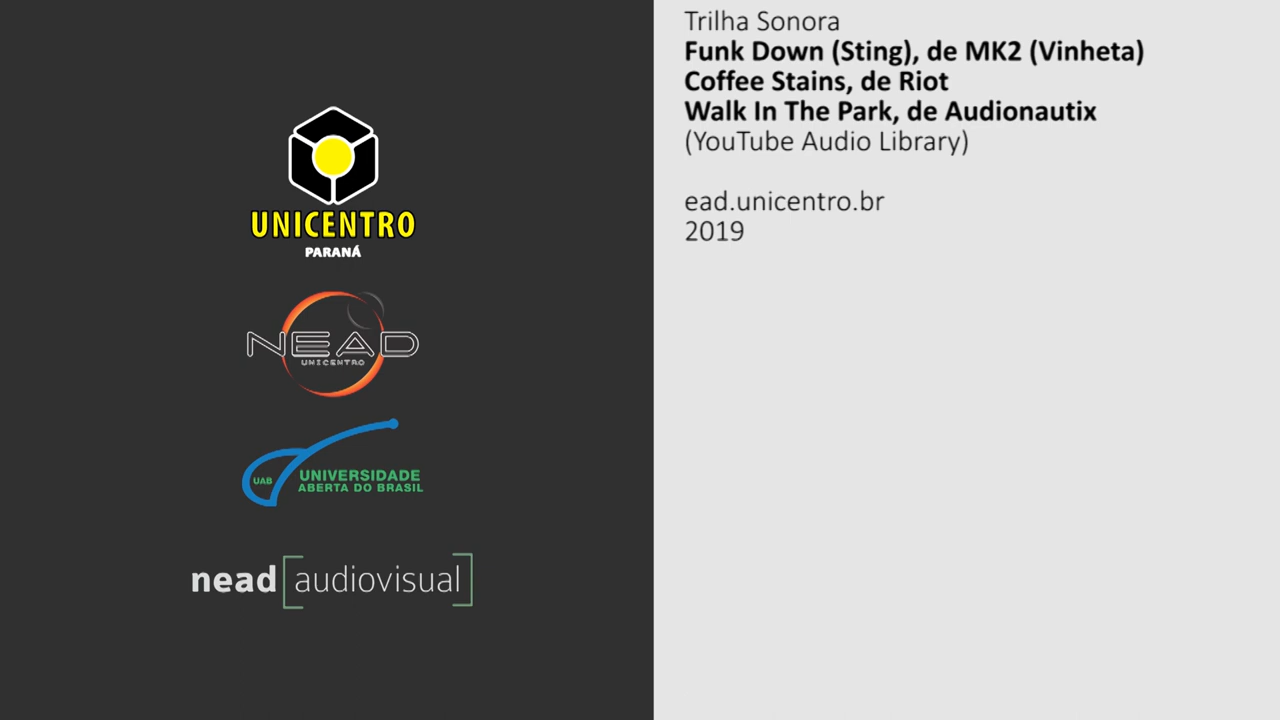 UNICENTRO
PARANÁ
NEAD
UNICENTRO
UAB
UNIVERSIDADE
ABERTA DO BRASIL
nead[audiovisual]
Trilha Sonora
Funk Down (Sting), de MK2 (Vinheta)
Coffee Stains, de Riot
Walk In The Park, de Audionautix
(YouTube Audio Library)
ead.unicentro.br
2019